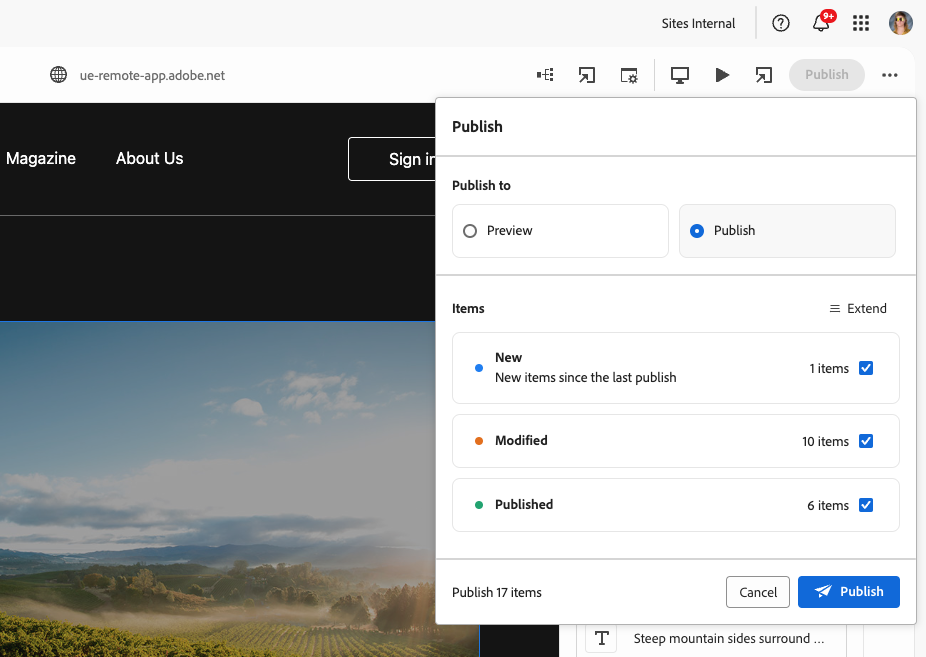 Sites Internal
9+
ue-remote-app.adobe.net
Publish
Magazine
About Us
Sign in
Publish
Publish to
Preview
Publish
Items
Extend
New
New items since the last publish
1 items
Modified
10 items
Published
6 items
Publish 17 items
Cancel
Publish
T
Steep mountain sides surround ...